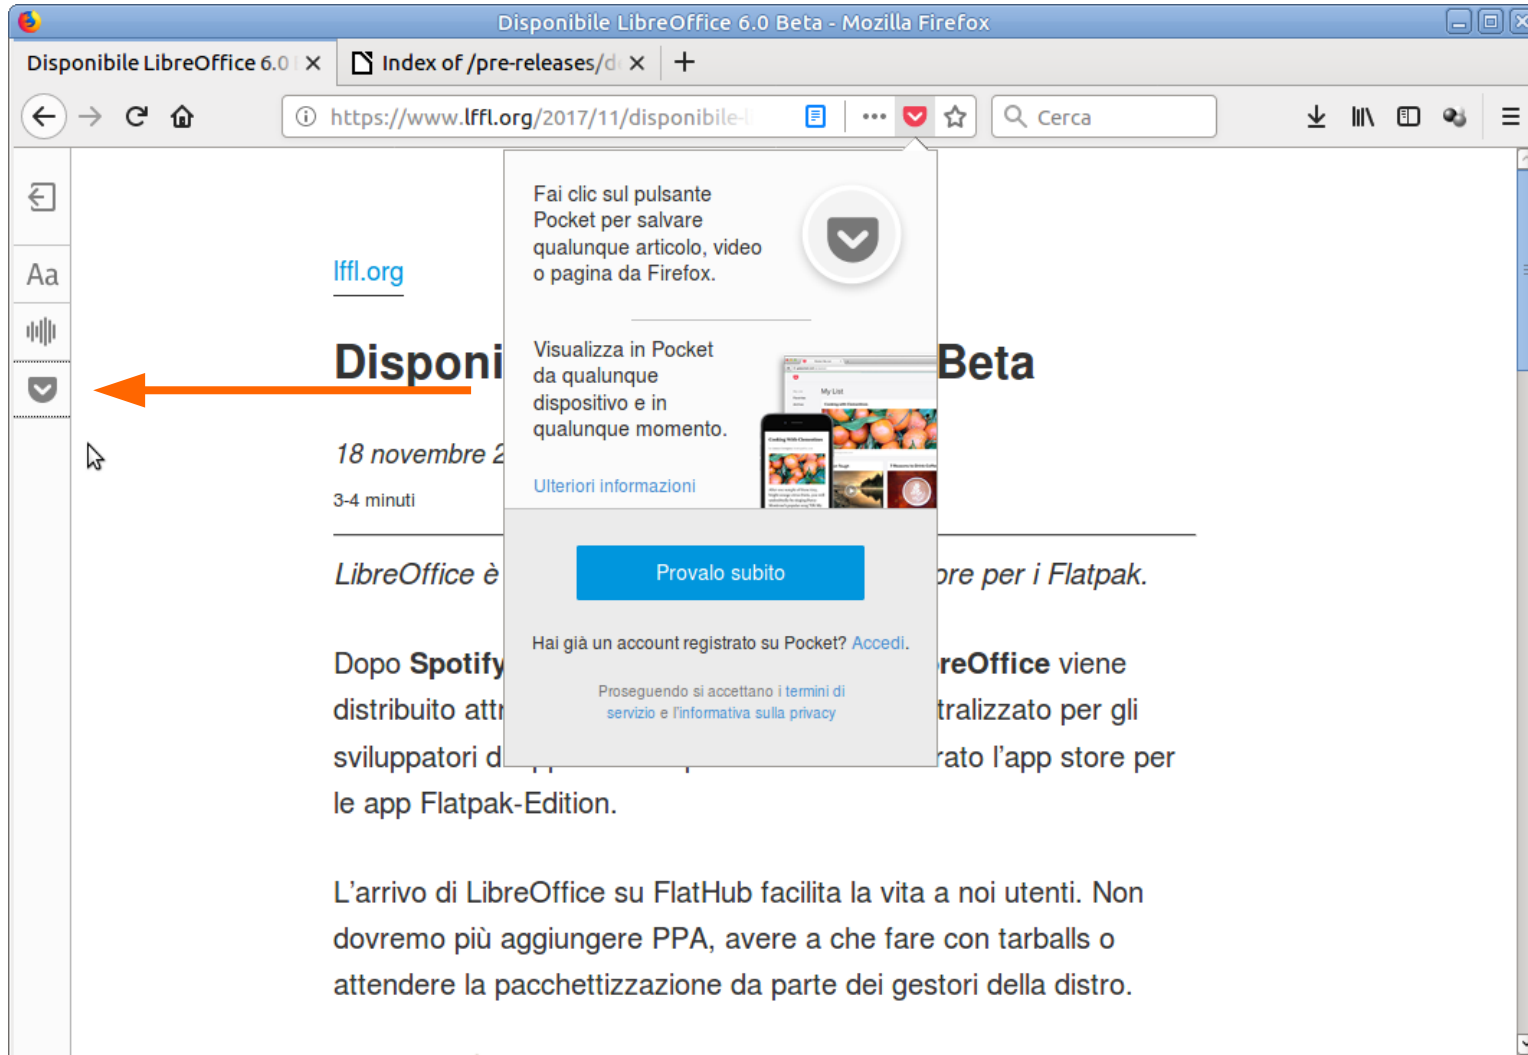 Disponibile LibreOffice 6.0 Beta - Mozilla Firefox
Disponibile LibreOffice 6.0
Index of /pre-releases/d
https://www.lffl.org/2017/11/disponibile-l
Cerca
Aa
lffl.org
Disponi
Beta
18 novembre 2
3-4 minuti
LibreOffice è
ore per i Flatpak.
Dopo Spotify
reOffice viene
distribuito attr
tralizzato per gli
sviluppatori d
rato l'app store per
le app Flatpak-Edition.
L'arrivo di LibreOffice su FlatHub facilita la vita a noi utenti. Non
dovremo più aggiungere PPA, avere a che fare con tarballs o
attendere la pacchettizzazione da parte dei gestori della distro.
Fai clic sul pulsante
Pocket per salvare
qualunque articolo, video
o pagina da Firefox.
Visualizza in Pocket
da qualunque
dispositivo e in
qualunque momento.
My List
Ulteriori informazioni
Provalo subito
Hai già un account registrato su Pocket? Accedi.
Proseguendo si accettano i termini di
servizio e l'informativa sulla privacy